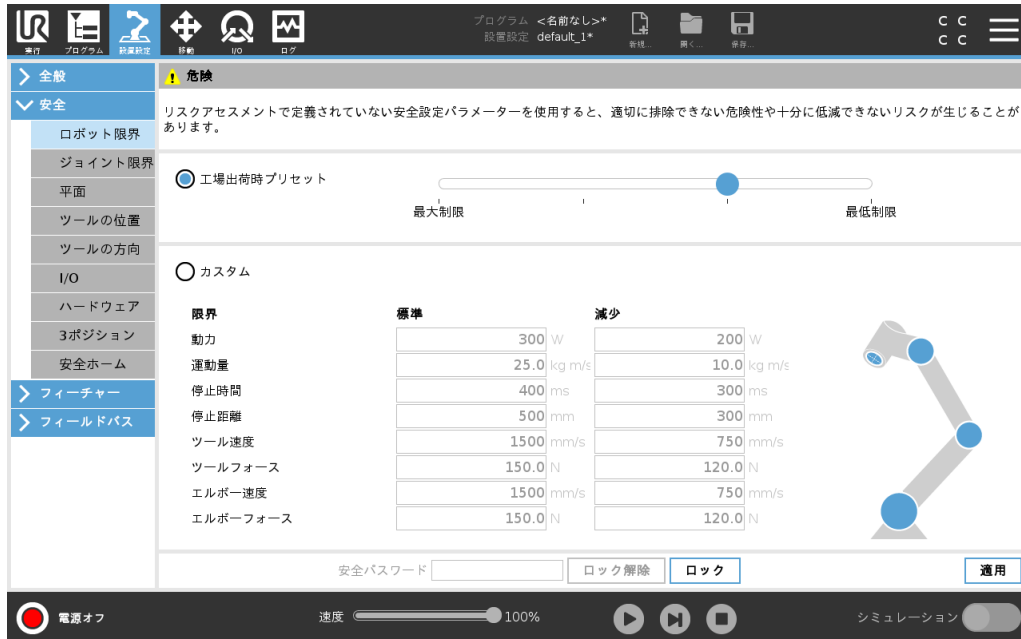 UR
実行
プログラム
設置設定
移動
I/O
ログ
プログラム <名前なし>*
設置設定 default_1*
新規...
開く...
保存...
C C
C C
全般
安全
ロボット限界
ジョイント限界
平面
ツールの位置
ツールの方向
I/O
ハードウェア
3ポジション
安全ホーム
フィーチャー
フィールドバス
危険
リスクアセスメントで定義されていない安全設定パラメーターを使用すると、適切に排除できない危険性や十分に低減できないリスクが生じることが
あります。
工場出荷時プリセット
最大制限 最低制限
カスタム
限界 標準 減少
動力 300 W 200 W
運動量 25.0 kg m/s 10.0 kg m/s
停止時間 400 ms 300 ms
停止距離 500 mm 300 mm
ツール速度 1500 mm/s 750 mm/s
ツールフォース 150.0 N 120.0 N
エルボー速度 1500 mm/s 750 mm/s
エルボーフォース 150.0 N 120.0 N
安全パスワード ロック解除 ロック 適用
電源オフ 速度 100% シミュレーション